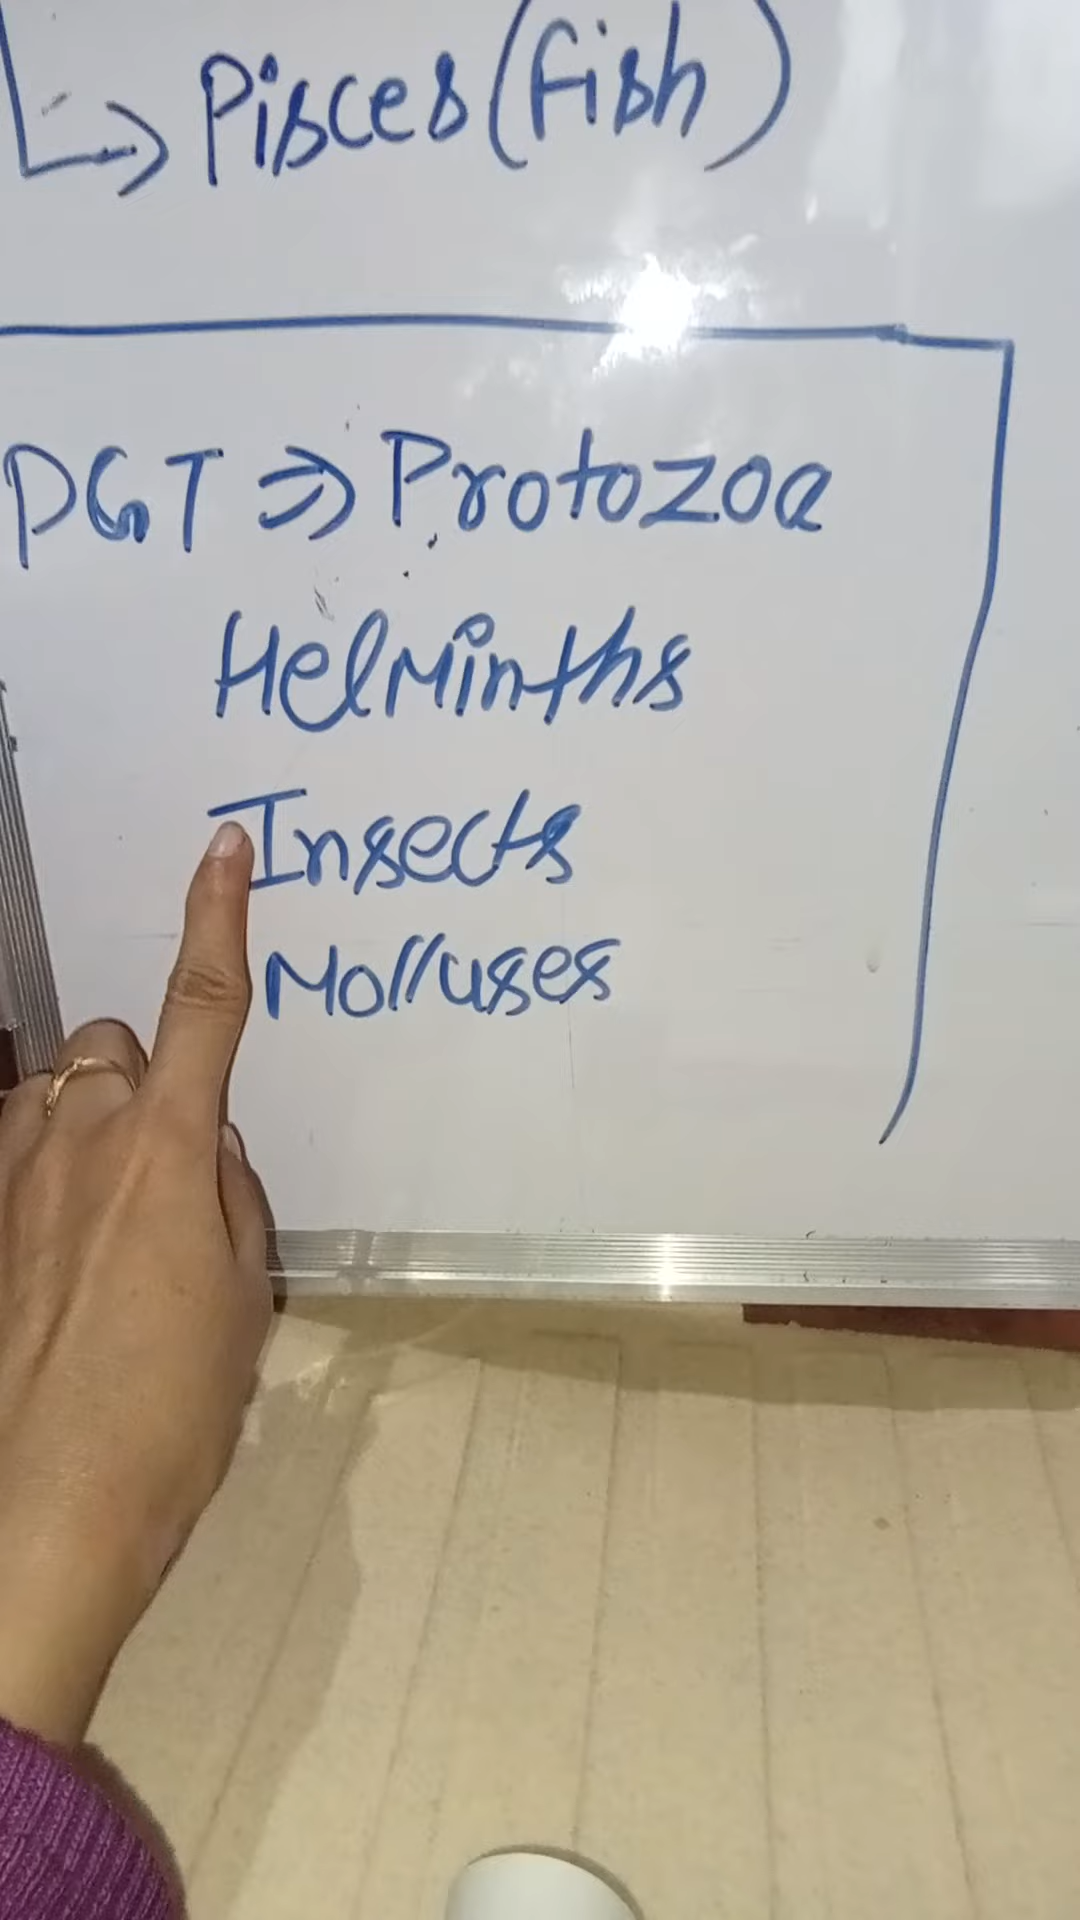 → Pisces (Fish)
PGT ⇒ Protozoa
Helminths
Insects
Molluses